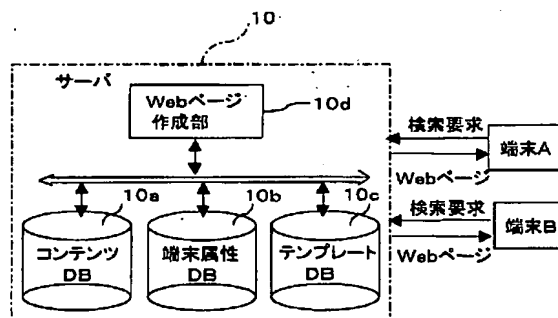 10
サーバ
Webページ
作成部
10d
10a
10b
10c
コンテンツ
DB
端末属性
DB
テンプレート
DB
検索要求
端末A
Webページ
検索要求
端末B
Webページ